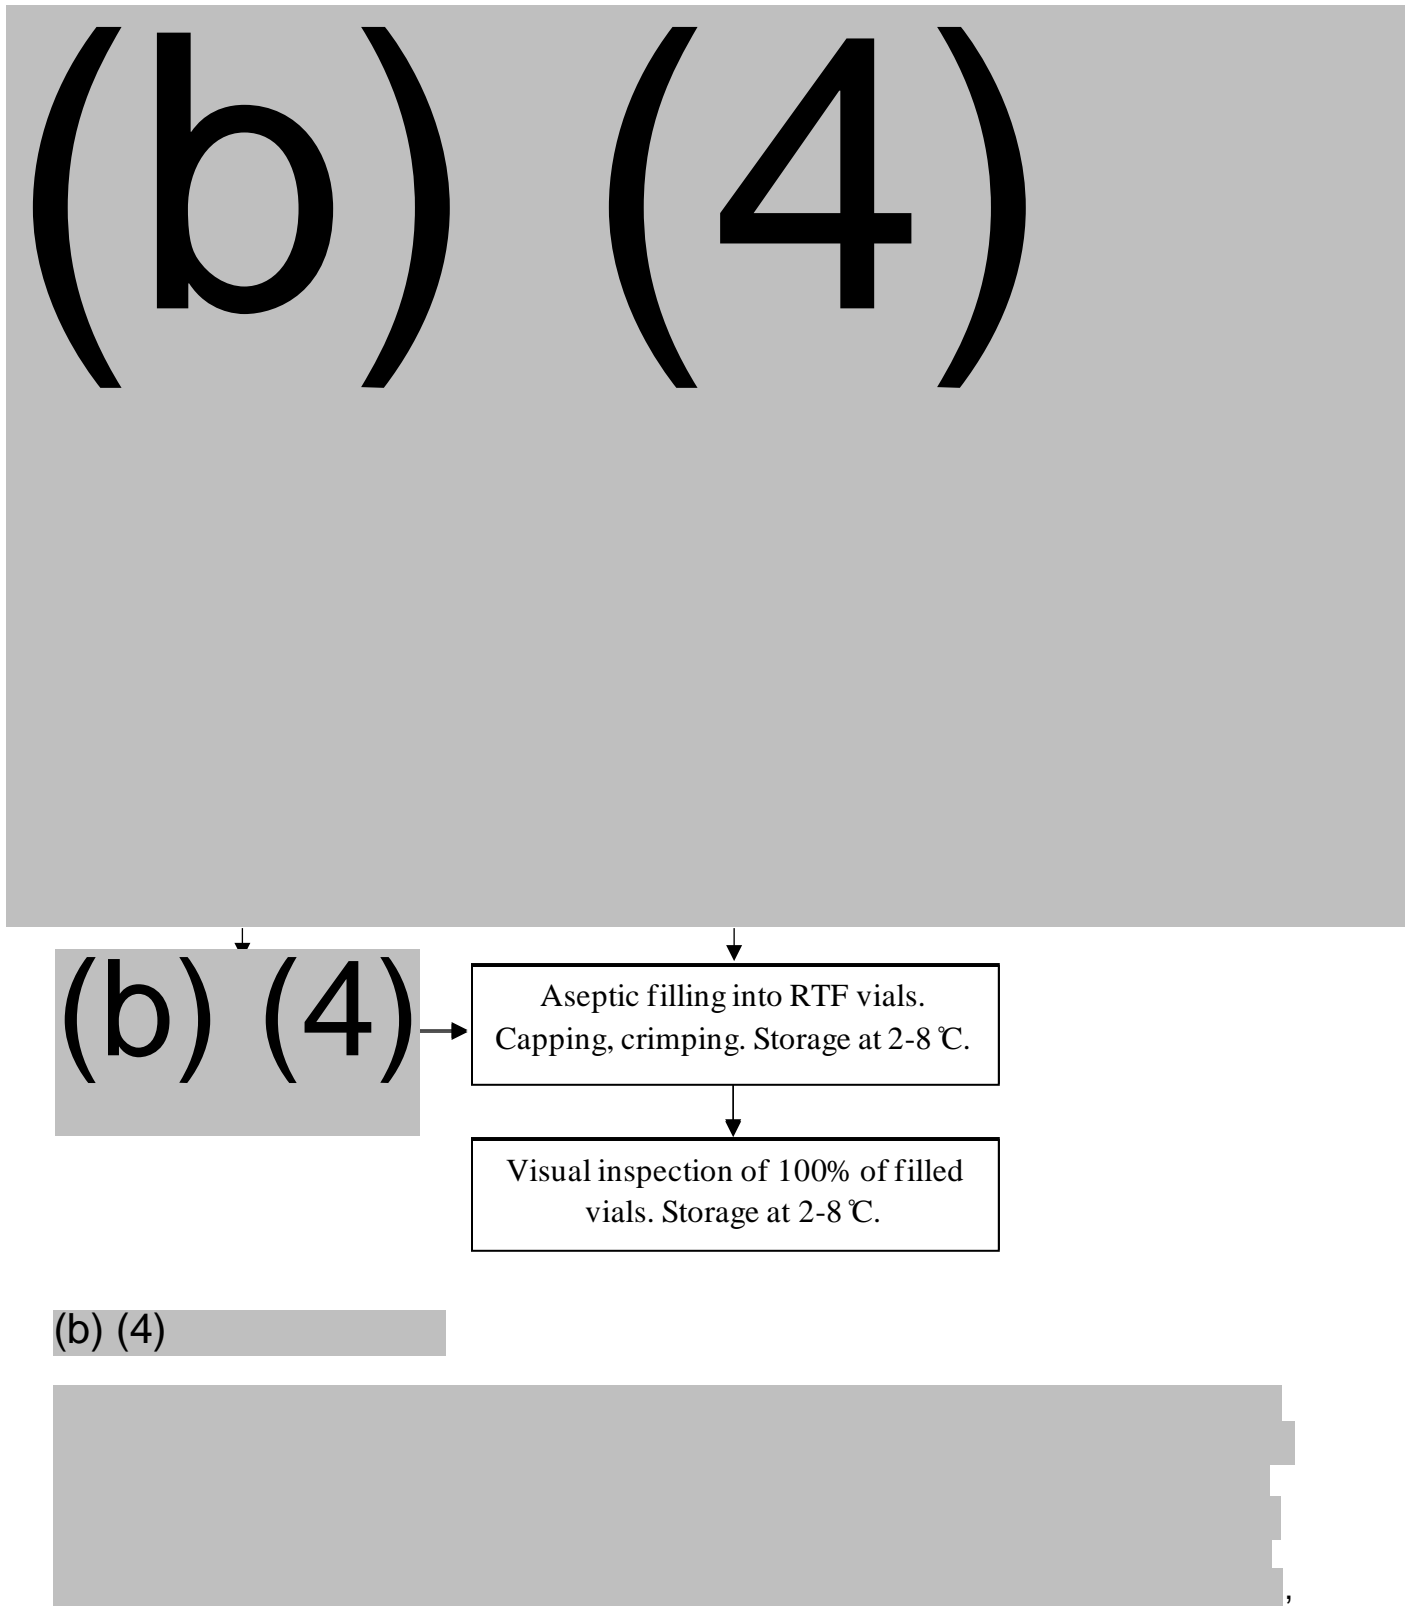 (b) (4)
(b) (4)
Aseptic filling into RTF vials.
Capping, crimping. Storage at 2-8 ℃.
Visual inspection of 100% of filled
vials. Storage at 2-8 ℃.
(b) (4)
,